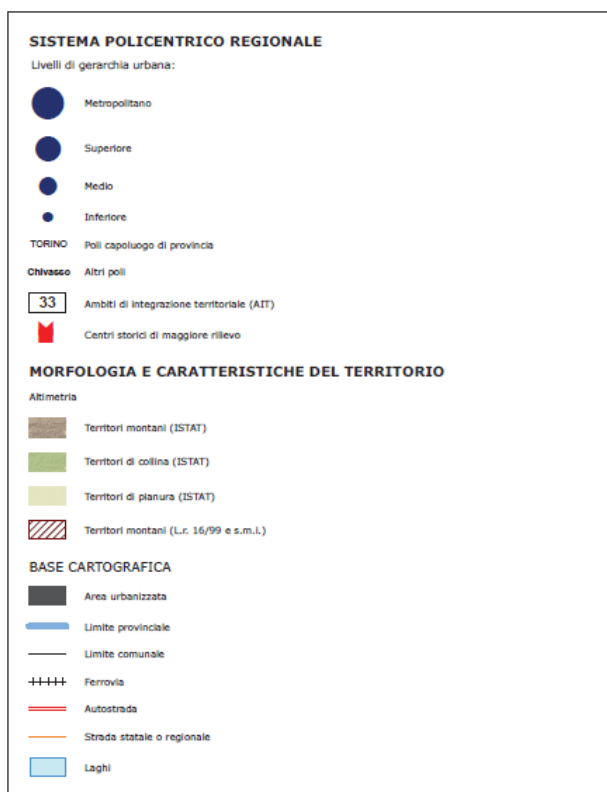 SISTEMA POLICENTRICO REGIONALE
Livelli di gerarchia urbana:
Metropolitano
Superiore
Medio
Inferiore
TORINO Poli capoluogo di provincia
Chivasso Altri poli
33 Ambiti di integrazione territoriale (AIT)
Centri storici di maggiore rilievo
MORFOLOGIA E CARATTERISTICHE DEL TERRITORIO
Altimetria
Territori montani (ISTAT)
Territori di collina (ISTAT)
Territori di pianura (ISTAT)
Territori montani (L.r. 16/99 e s.m.i.)
BASE CARTOGRAFICA
Area urbanizzata
Limite provinciale
Limite comunale
Ferrovia
Autostrada
Strada statale o regionale
Laghi